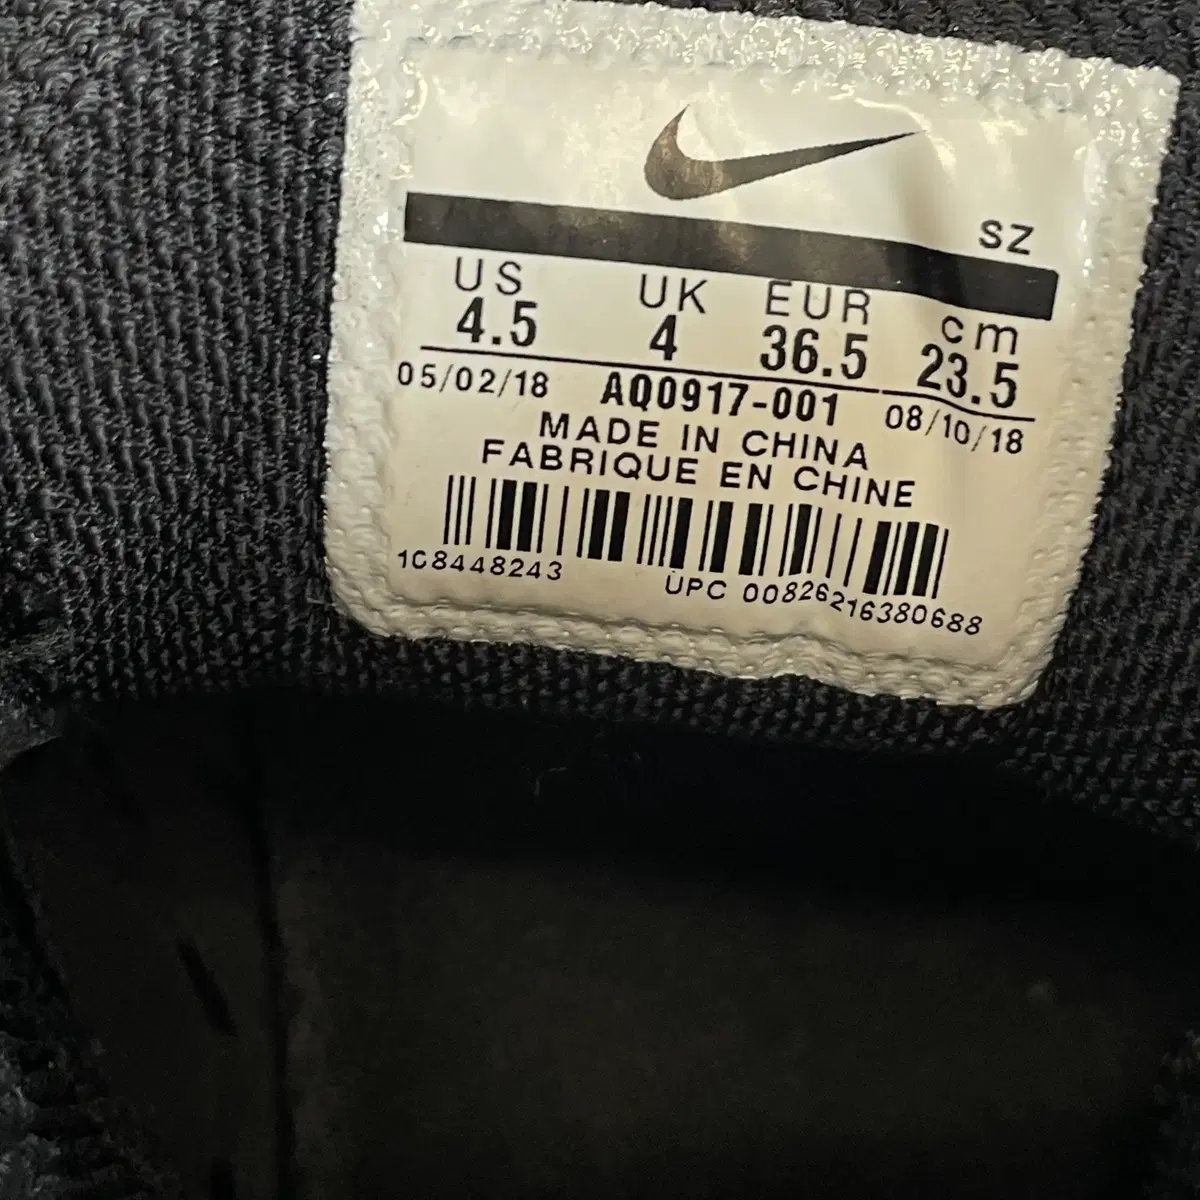 SZ
US UK EUR cm
4.5 4 36.5 23.5
05/02/18 AQ0917-001 08/10/18
MADE IN CHINA
FABRIQUE EN CHINE
108448243 UPC 00826216380688